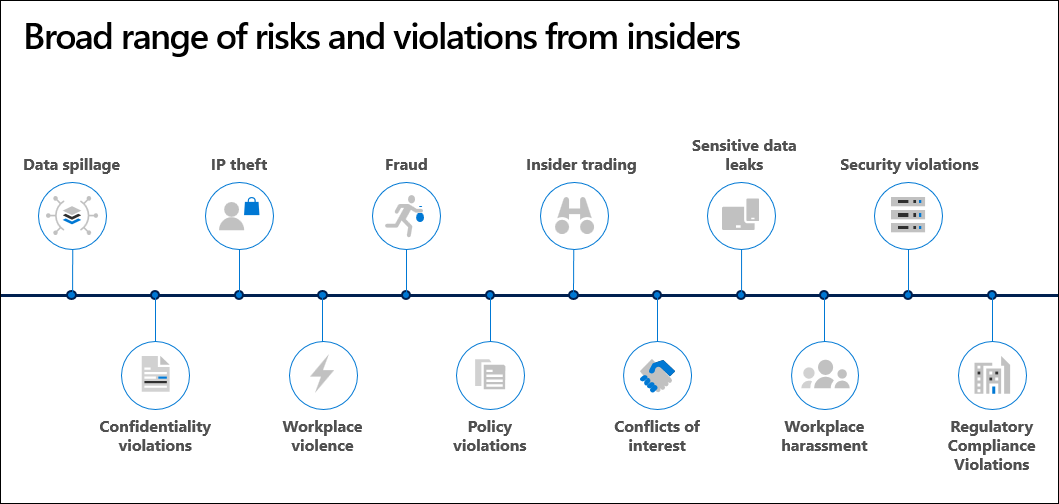 Broad range of risks and violations from insiders
Data spillage
IP theft
Fraud
Insider trading
Sensitive data
leaks
Security violations
Confidentiality
violations
Workplace
violence
Policy
violations
Conflicts of
interest
Workplace
harassment
Regulatory
Compliance
Violations